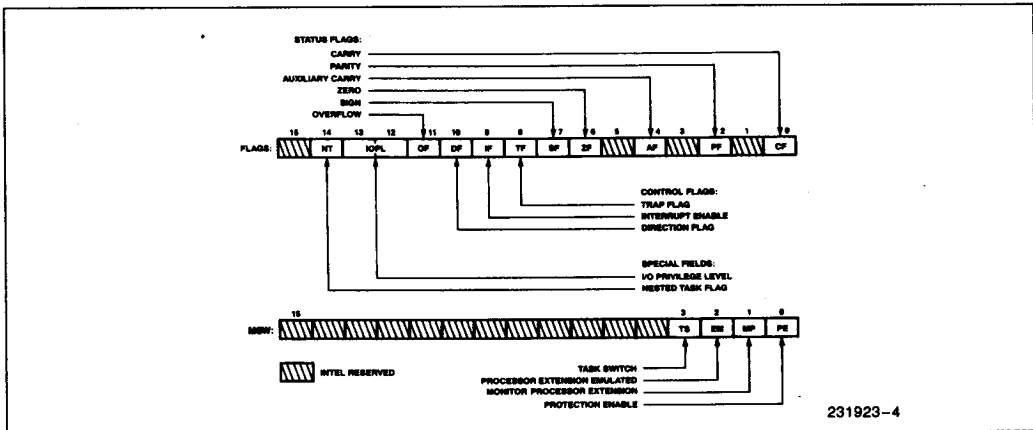 STATUS FLAGS:
CARRY
PARITY
AUXILIARY CARRY
ZERO
SIGN
OVERFLOW
15 14 13 12 11 10 9 8 7 6 5 4 3 2 1 0
FLAGS: NT IOPL OF DF IF TF SF ZF AF PF CF
CONTROL FLAGS:
TRAP FLAG
INTERRUPT ENABLE
DIRECTION FLAG
SPECIAL FIELDS:
I/O PRIVILEGE LEVEL
NESTED TASK FLAG
15 3 2 1 0
MSW: TS EM MP PE
INTEL RESERVED
TASK SWITCH
PROCESSOR EXTENSION EMULATED
MONITOR PROCESSOR EXTENSION
PROTECTION ENABLE
231923-4